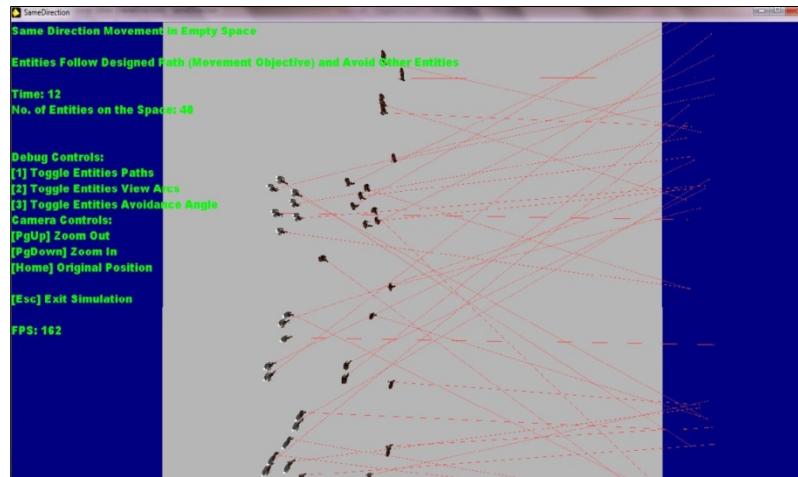 SameDirection
Same Direction Movement in Empty Space
Entities Follow Designed Path (Movement Objective) and Avoid Other Entities
Time: 12
No. of Entities on the Space: 40
Debug Controls:
[1] Toggle Entities Paths
[2] Toggle Entities View Arcs
[3] Toggle Entities Avoidance Angle
Camera Controls:
[PgUp] Zoom Out
[PgDown] Zoom In
[Home] Original Position
[Esc] Exit Simulation
FPS: 162